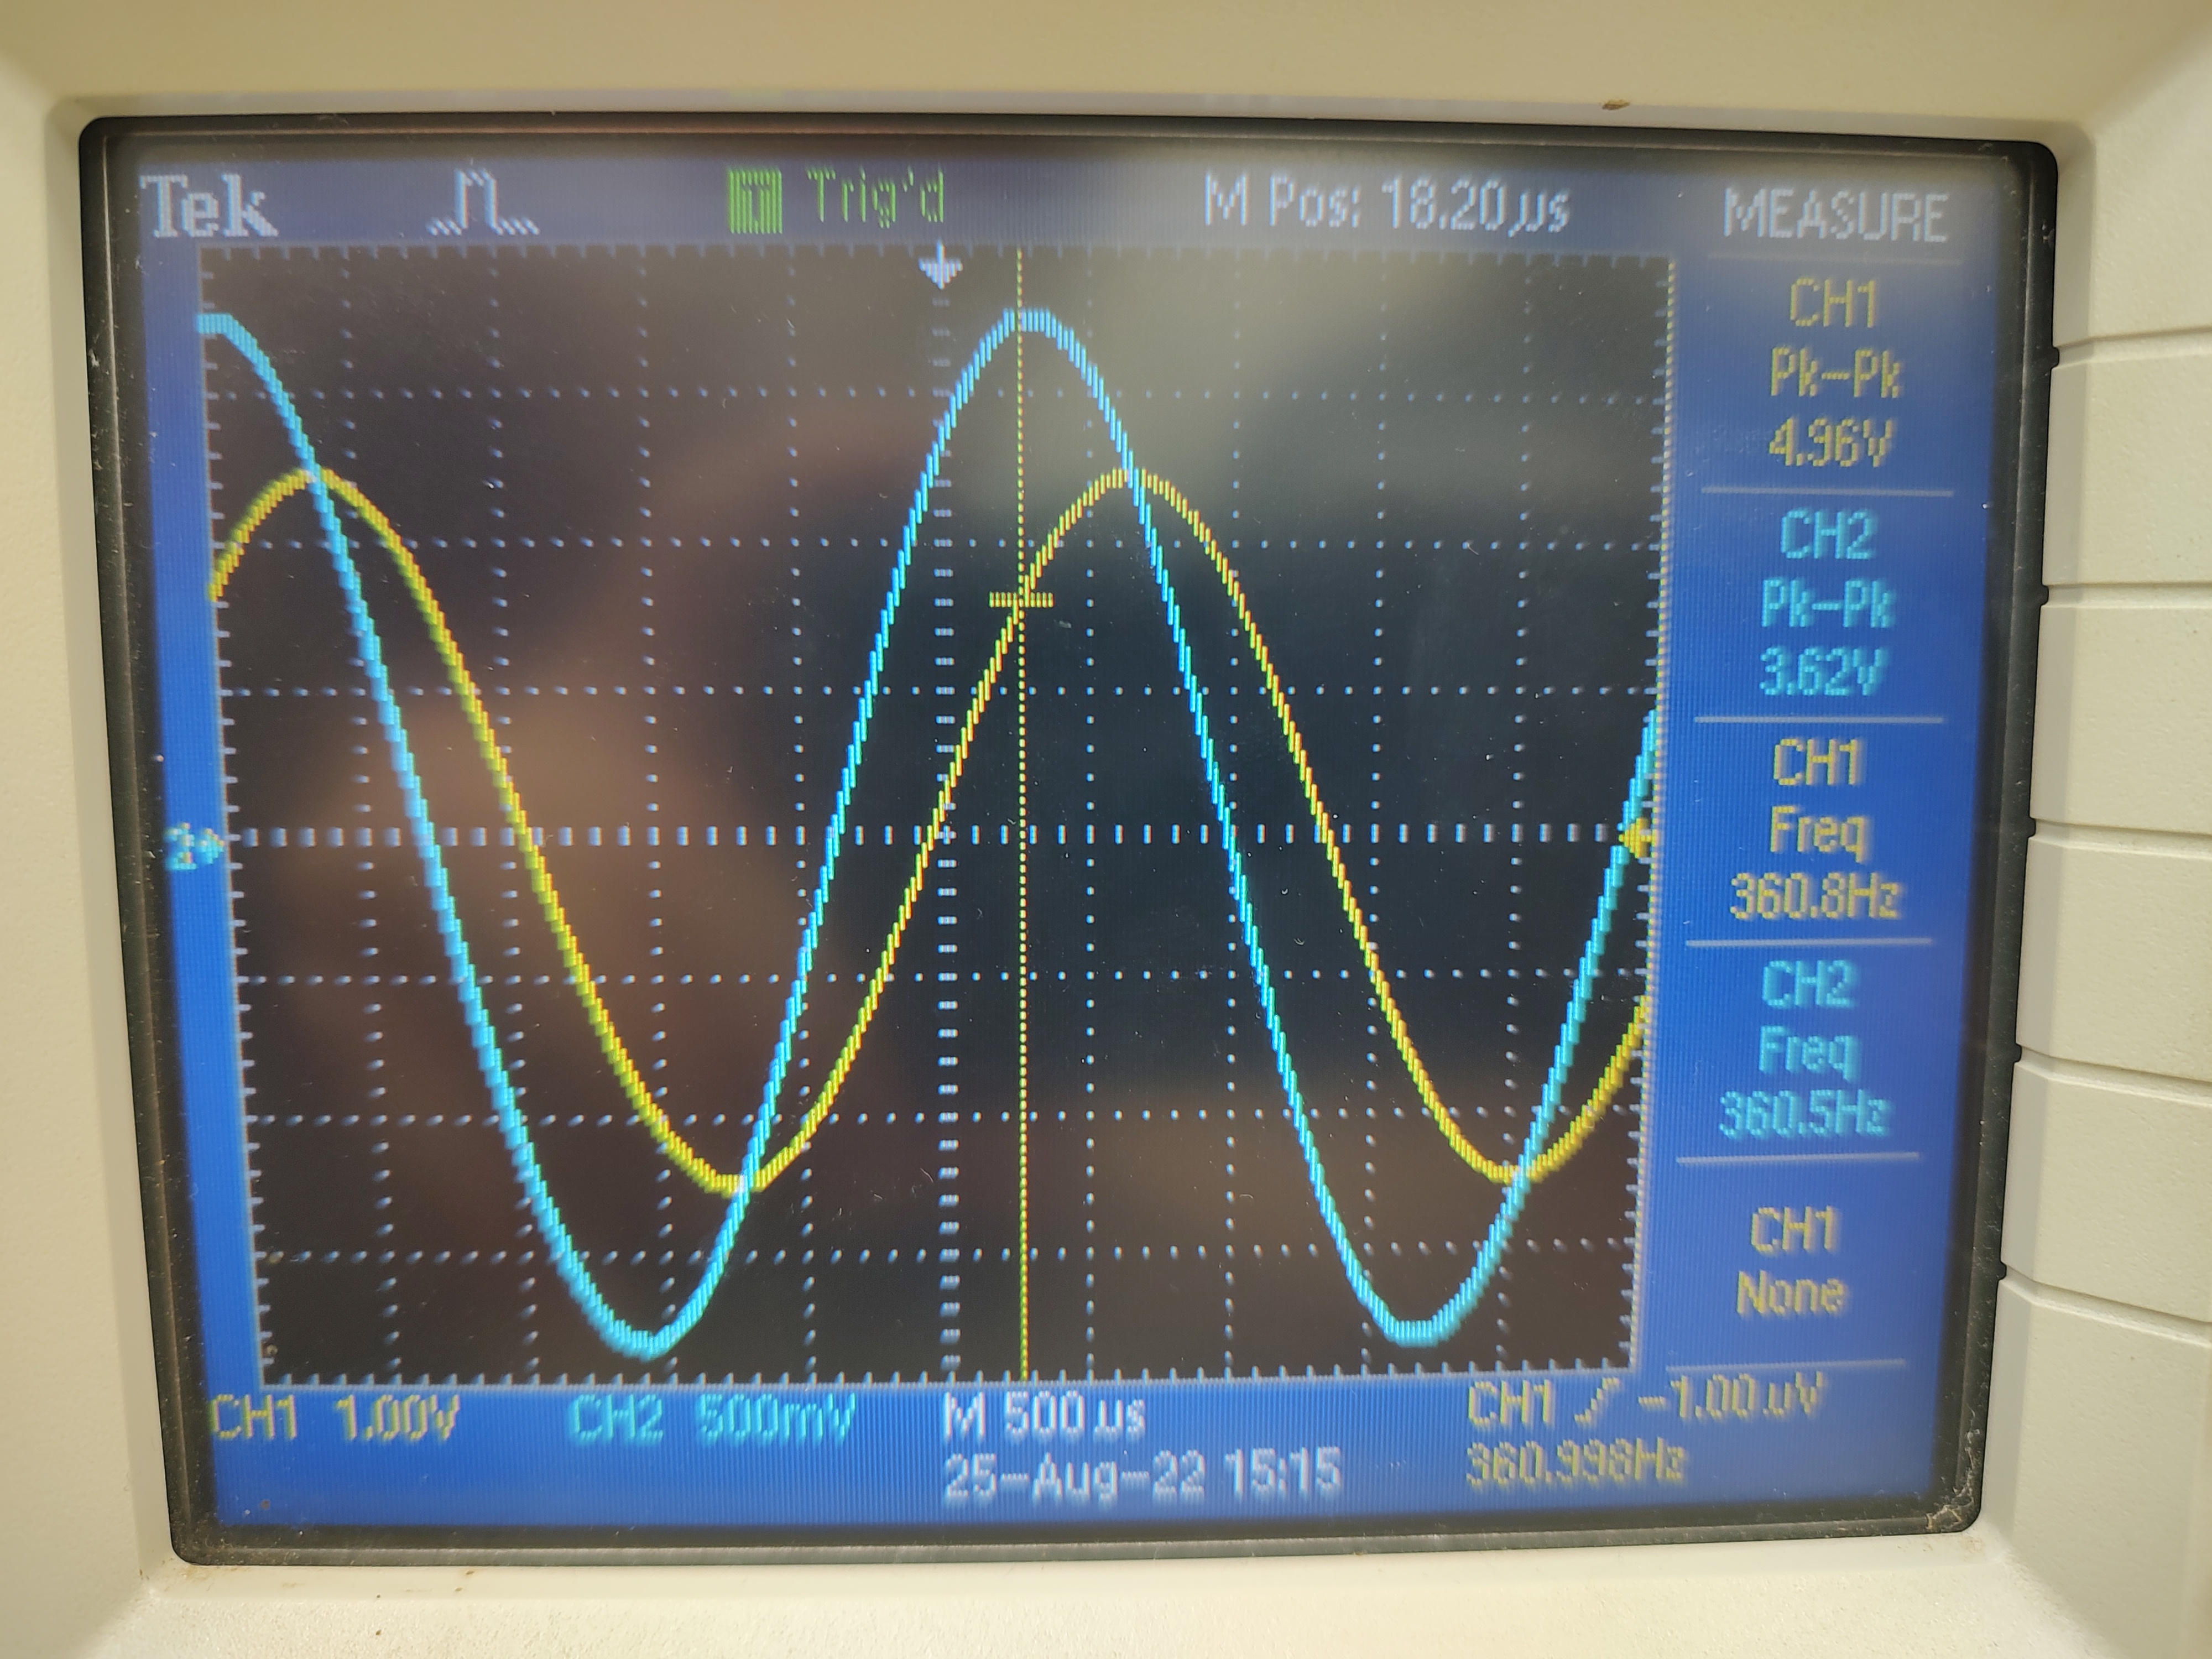 Tek Trig'd M Pos: 18.20µs MEASURE
CH1
Pk-Pk
4.96V
CH2
Pk-Pk
3.62V
CH1
Freq
360.8Hz
CH2
Freq
360.5Hz
CH1
None
2
CH1 1.00V CH2 500mV M 500µs CH1
25-Aug-22 15:15 360.998Hz